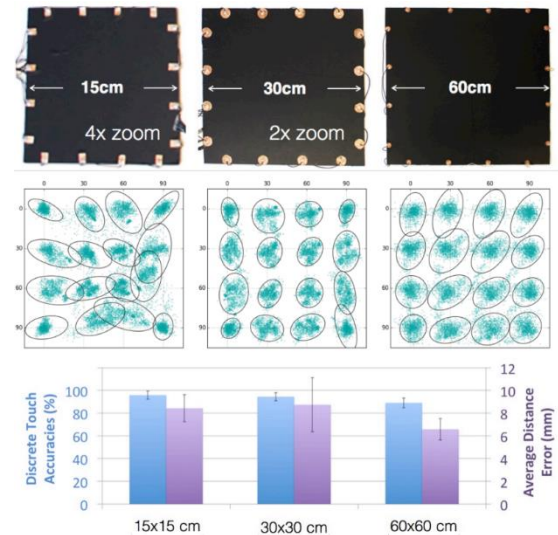 15cm
4x zoom
30cm
2x zoom
60cm
0 30 60 90
0 30 60 90
0 30 60 90
0
30
60
90
0
30
60
90
0
30
60
90
Discrete Touch
Accuracies (%)
100
80
60
40
20
0
12
10
8
6
4
2
0
Average Distance
Error (mm)
15x15 cm
30x30 cm
60x60 cm